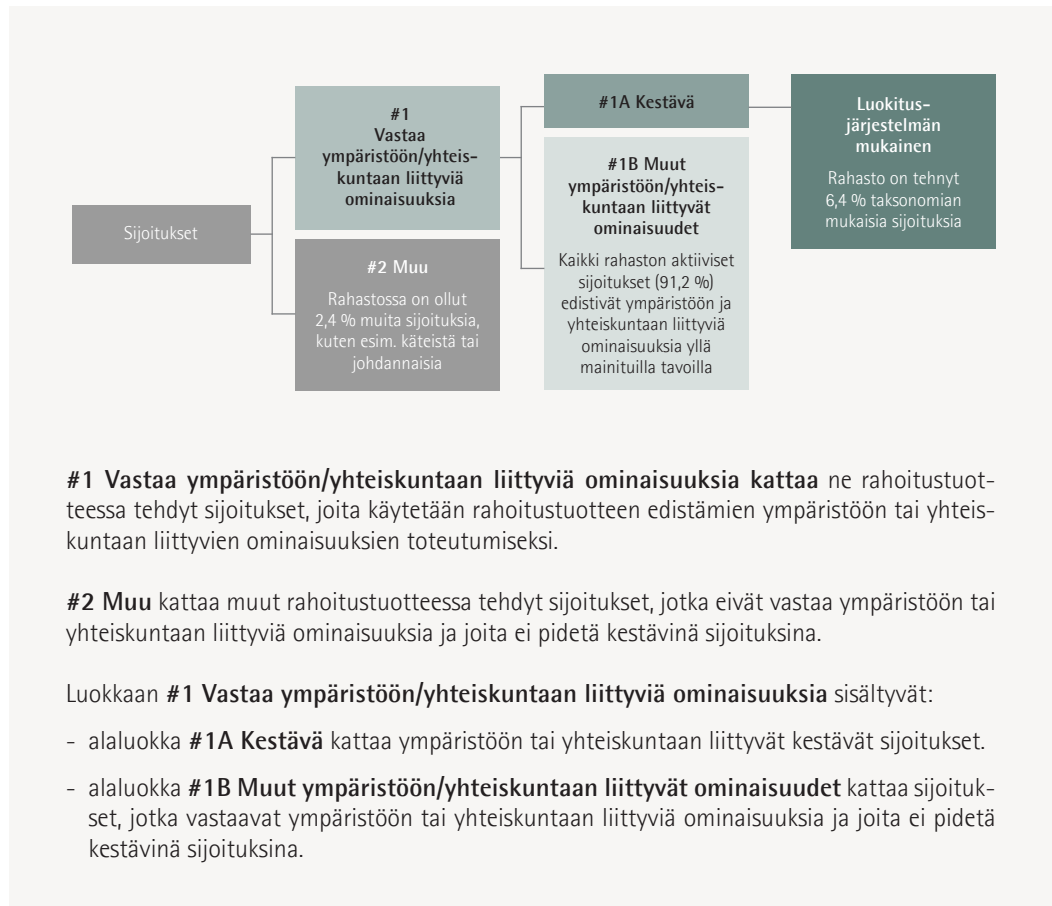 Sijoitukset
#1
Vastaa
ympäristöön/yhteis-
kuntaan liittyviä
ominaisuuksia
#2 Muu
Rahastossa on ollut
2,4 % muita sijoituksia,
kuten esim. käteistä tai
johdannaisia
#1A Kestävä
#1B Muut
ympäristöön/yhteis-
kuntaan liittyvät
ominaisuudet
Kaikki rahaston aktiiviset
sijoitukset (91,2 %)
edistivät ympäristöön ja
yhteiskuntaan liittyviä
ominaisuuksia yllä
mainituilla tavoilla
Luokitus-
järjestelmän
mukainen
Rahasto on tehnyt
6,4 % taksonomian
mukaisia sijoituksia
#1 Vastaa ympäristöön/yhteiskuntaan liittyviä ominaisuuksia kattaa ne rahoitustuot-
teessa tehdyt sijoitukset, joita käytetään rahoitustuotteen edistämien ympäristöön tai yhteis-
kuntaan liittyvien ominaisuuksien toteutumiseksi.
#2 Muu kattaa muut rahoitustuotteessa tehdyt sijoitukset, jotka eivät vastaa ympäristöön tai
yhteiskuntaan liittyviä ominaisuuksia ja joita ei pidetä kestävinä sijoituksina.
Luokkaan #1 Vastaa ympäristöön/yhteiskuntaan liittyviä ominaisuuksia sisältyvät:
- alaluokka #1A Kestävä kattaa ympäristöön tai yhteiskuntaan liittyvät kestävät sijoitukset.
- alaluokka #1B Muut ympäristöön/yhteiskuntaan liittyvät ominaisuudet kattaa sijoituk-
set, jotka vastaavat ympäristöön tai yhteiskuntaan liittyviä ominaisuuksia ja joita ei pidetä
kestävinä sijoituksina.